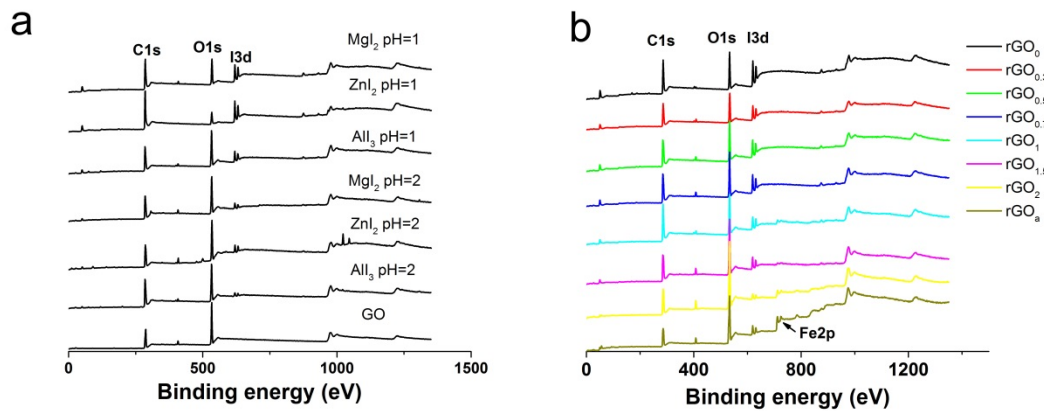 a
C1s
O1s
I3d
MgI₂ pH=1
ZnI₂ pH=1
AlI₃ pH=1
MgI₂ pH=2
ZnI₂ pH=2
AlI₃ pH=2
GO
0 500 1000 1500
Binding energy (eV)
b
C1s
O1s
I3d
Fe2p
rGO₀
rGO₀.₃
rGO₀.₅
rGO₀.₇
rGO₁
rGO₁.₅
rGO₂
rGOₐ
0 400 800 1200
Binding energy (eV)